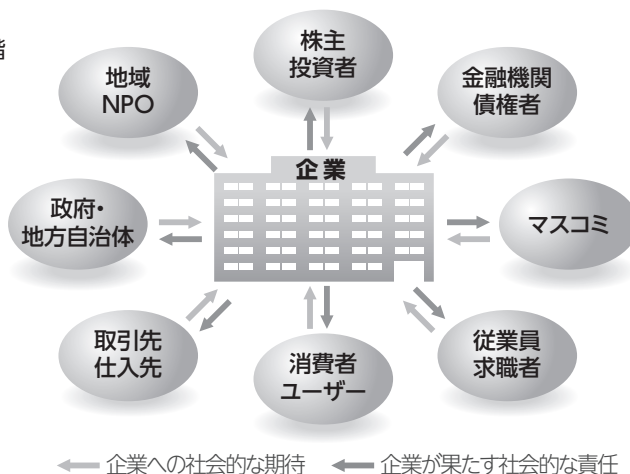 株主
投資者
地域
NPO
金融機関
債権者
企業
政府・
地方自治体
マスコミ
取引先
仕入先
消費者
ユーザー
従業員
求職者
企業への社会的な期待
企業が果たす社会的な責任